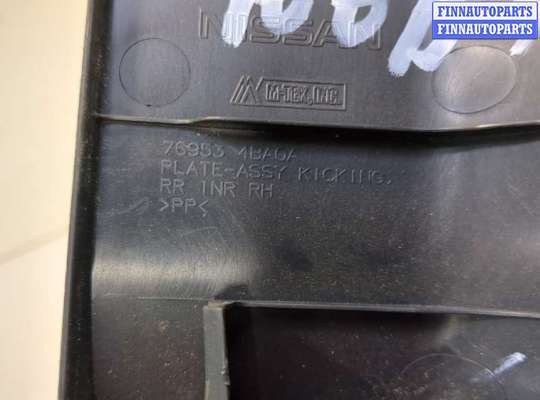 FINNAUTOPARTS
FINNAUTOPARTS
NISSAN
M-TEK, INC.
76953 4BA0A
PLATE-ASSY KICKING,
RR INR RH
>PP<